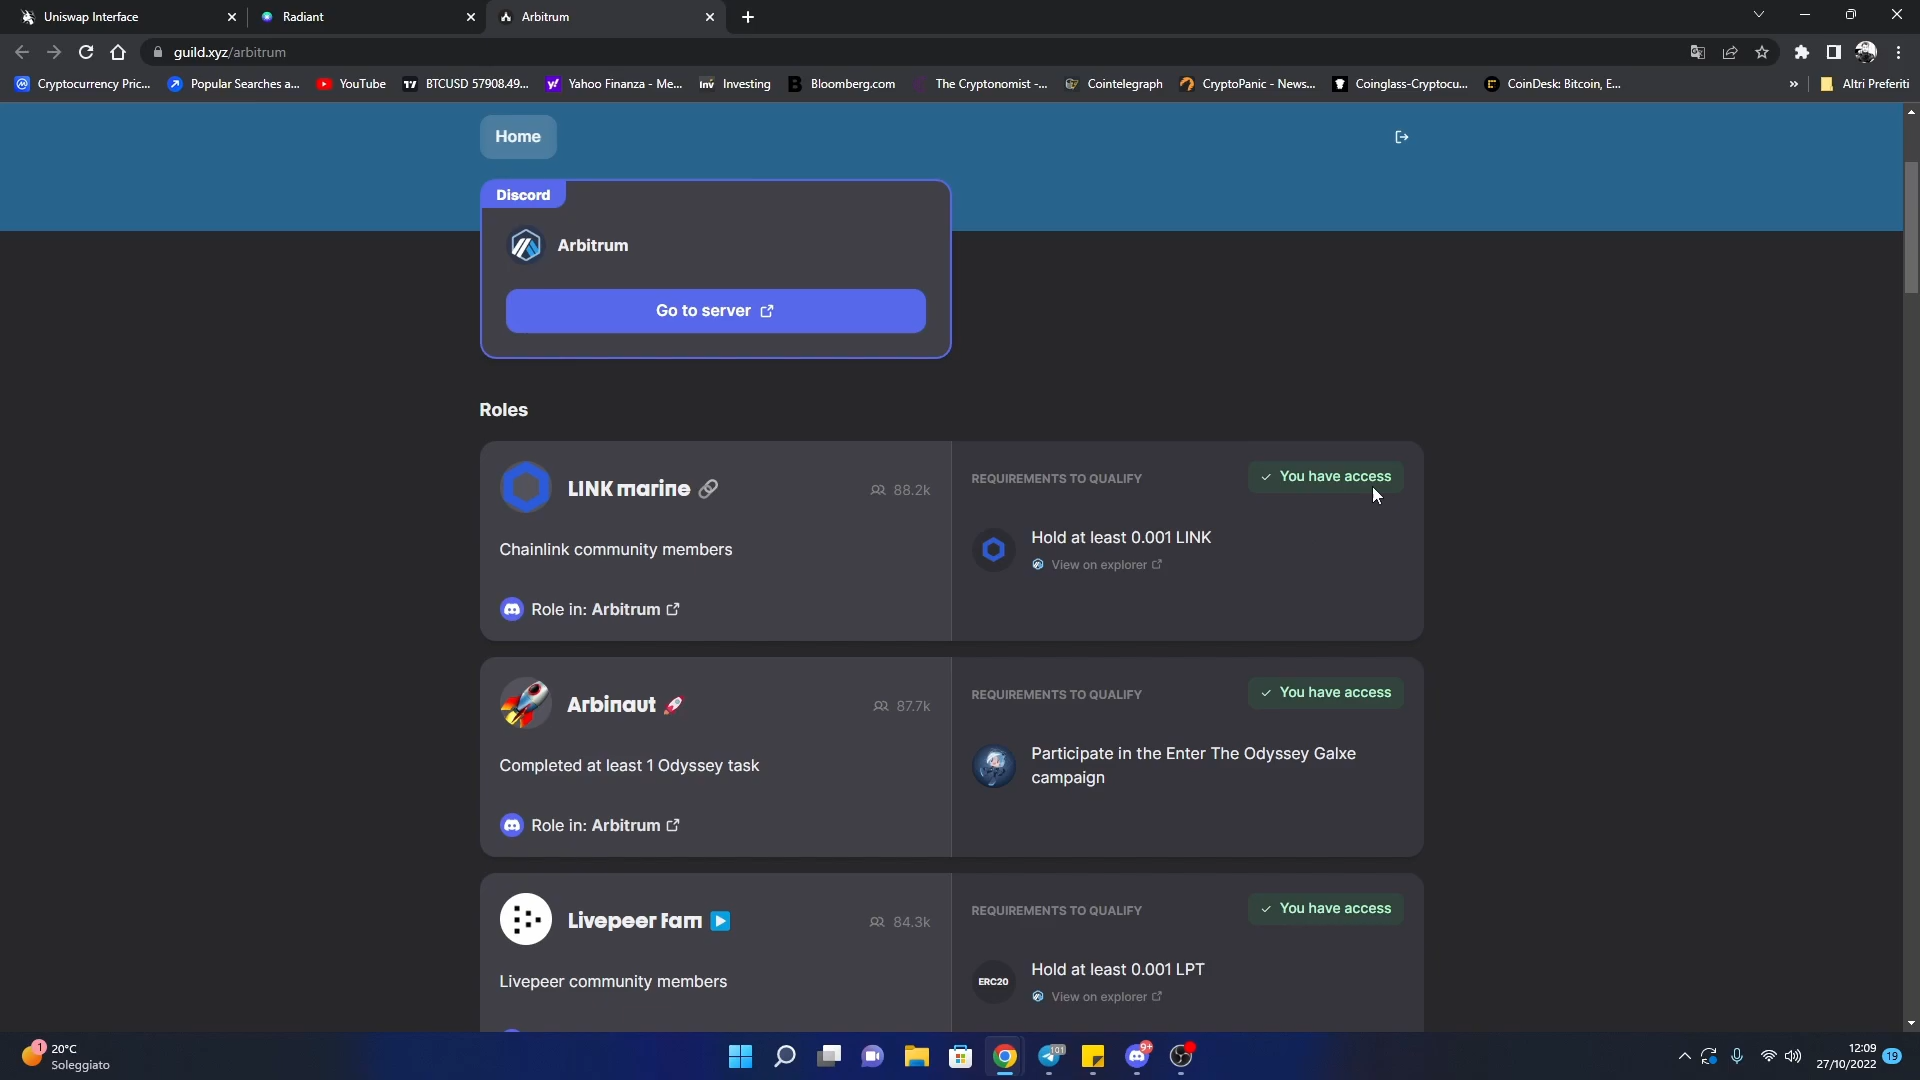 Uniswap Interface
Radiant
Arbitrum
guild.xyz/arbitrum
Cryptocurrency Pric...
Popular Searches a...
YouTube
BTCUSD 57908.49...
Yahoo Finanza - Me...
Inv Investing
Bloomberg.com
The Cryptonomist -...
Cointelegraph
CryptoPanic - News...
Coinglass-Cryptocu...
CoinDesk: Bitcoin, E...
»
Altri Preferiti
Home
Discord
Arbitrum
Go to server
Roles
LINK marine
88.2k
Chainlink community members
Role in: Arbitrum
REQUIREMENTS TO QUALIFY
You have access
Hold at least 0.001 LINK
View on explorer
Arbinaut
87.7k
Completed at least 1 Odyssey task
Role in: Arbitrum
REQUIREMENTS TO QUALIFY
You have access
Participate in the Enter The Odyssey Galxe
campaign
Livepeer Fam
84.3k
Livepeer community members
REQUIREMENTS TO QUALIFY
You have access
ERC20
Hold at least 0.001 LPT
View on explorer
1
20°C
Soleggiato
101
9+
12:09
27/10/2022
19